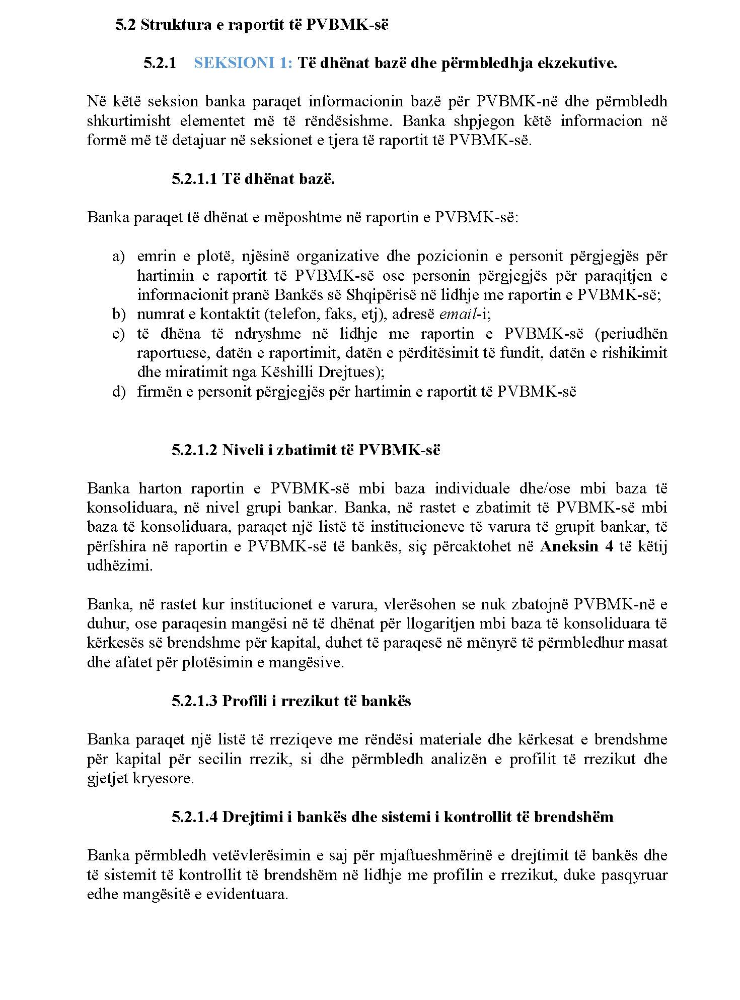 5.2 Struktura e raportit të PVBMK-së
5.2.1 SEKSIONI 1: Të dhënat bazë dhe përmbledhja ekzekutive.
Në këtë seksion banka paraqet informacionin bazë për PVBMK-në dhe përmbledh
shkurtimisht elementet më të rëndësishme. Banka shpjegon këtë informacion në
formë më të detajuar në seksionet e tjera të raportit të PVBMK-së.
5.2.1.1 Të dhënat bazë.
Banka paraqet të dhënat e mëposhtme në raportin e PVBMK-së:
a) emrin e plotë, njësinë organizative dhe pozicionin e personit përgjegjës për
hartimin e raportit të PVBMK-së ose personin përgjegjës për paraqitjen e
informacionit pranë Bankës së Shqipërisë në lidhje me raportin e PVBMK-së;
b) numrat e kontaktit (telefon, faks, etj), adresë email-i;
c) të dhëna të ndryshme në lidhje me raportin e PVBMK-së (periudhën
raportuese, datën e raportimit, datën e përditësimit të fundit, datën e rishikimit
dhe miratimit nga Këshilli Drejtues);
d) firmën e personit përgjegjës për hartimin e raportit të PVBMK-së
5.2.1.2 Niveli i zbatimit të PVBMK-së
Banka harton raportin e PVBMK-së mbi baza individuale dhe/ose mbi baza të
konsoliduara, në nivel grupi bankar. Banka, në rastet e zbatimit të PVBMK-së mbi
baza të konsoliduara, paraqet një listë të institucioneve të varura të grupit bankar, të
përfshira në raportin e PVBMK-së të bankës, siç përcaktohet në Aneksin 4 të këtij
udhëzimi.
Banka, në rastet kur institucionet e varura, vlerësohen se nuk zbatojnë PVBMK-në e
duhur, ose paraqesin mangësi në të dhënat për llogaritjen mbi baza të konsoliduara të
kërkesës së brendshme për kapital, duhet të paraqesë në mënyrë të përmbledhur masat
dhe afatet për plotësimin e mangësive.
5.2.1.3 Profili i rrezikut të bankës
Banka paraqet një listë të rreziqeve me rëndësi materiale dhe kërkesat e brendshme
për kapital për secilin rrezik, si dhe përmbledh analizën e profilit të rrezikut dhe
gjetjet kryesore.
5.2.1.4 Drejtimi i bankës dhe sistemi i kontrollit të brendshëm
Banka përmbledh vetëvlerësimin e saj për mjaftueshmërinë e drejtimit të bankës dhe
të sistemit të kontrollit të brendshëm në lidhje me profilin e rrezikut, duke pasqyruar
edhe mangësitë e evidentuara.